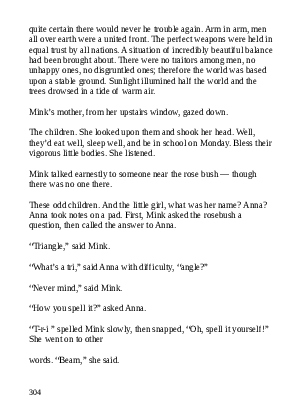 quite certain there would never be trouble again. Arm in arm, men
all over earth were a united front. The perfect weapons were held in
equal trust by all nations. A situation of incredibly beautiful balance
had been brought about. There were no traitors among men, no
unhappy ones, no disgruntled ones; therefore the world was based
upon a stable ground. Sunlight illumined half the world and the
trees drowsed in a tide of warm air.
Mink’s mother, from her upstairs window, gazed down.
The children. She looked upon them and shook her head. Well,
they’d eat well, sleep well, and be in school on Monday. Bless their
vigorous little bodies. She listened.
Mink talked earnestly to someone near the rose bush — though
there was no one there.
These odd children. And the little girl, what was her name? Anna?
Anna took notes on a pad. First, Mink asked the rosebush a
question, then called the answer to Anna.
“Triangle,” said Mink.
“What’s a tri,” said Anna with difficulty, “angle?”
“Never mind,” said Mink.
“How you spell it?” asked Anna.
“T-r-i ” spelled Mink slowly, then snapped, “Oh, spell it yourself!”
She went on to other
words. “Beam,” she said.
304